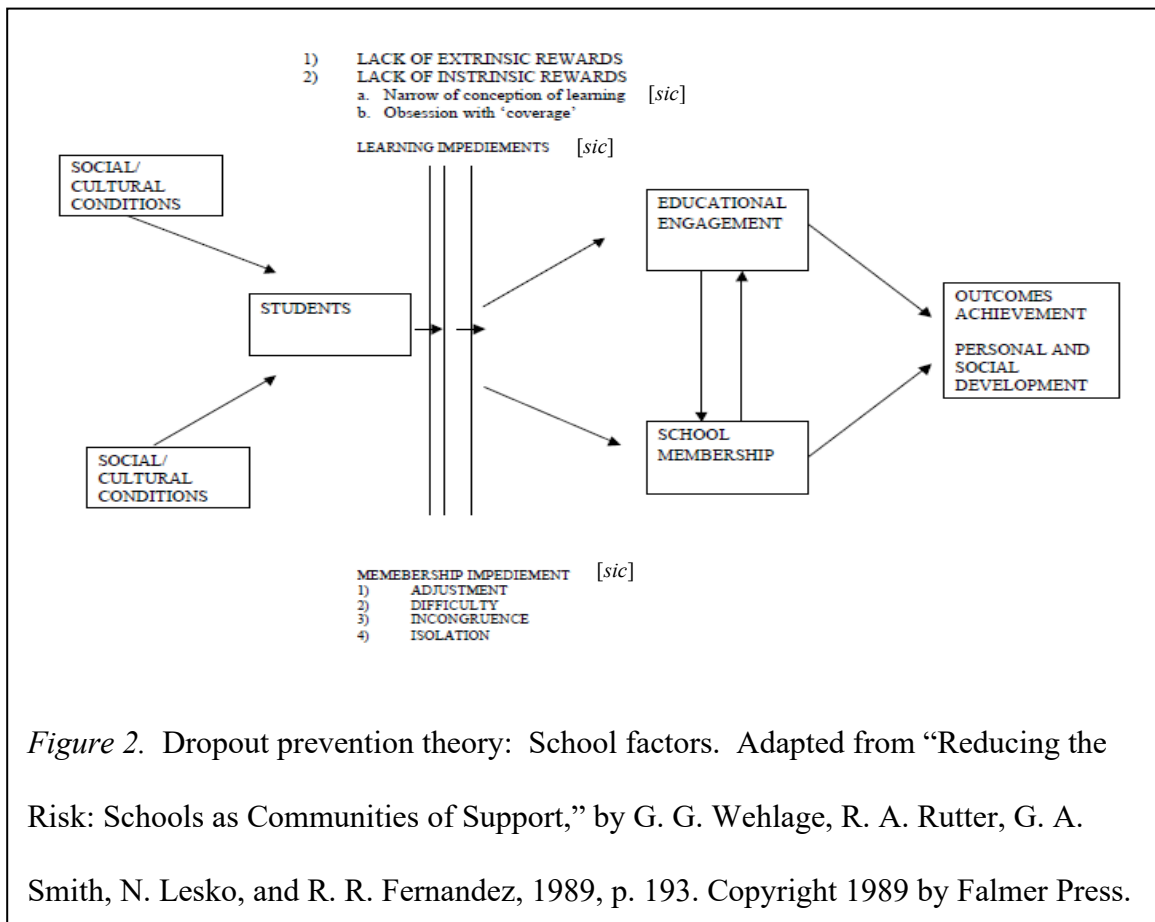 1) LACK OF EXTRINSIC REWARDS
2) LACK OF INSTRINSIC REWARDS
a. Narrow of conception of learning [sic]
b. Obsession with ‘coverage’
LEARNING IMPEDIEMENTS [sic]
SOCIAL/
CULTURAL
CONDITIONS
STUDENTS
SOCIAL/
CULTURAL
CONDITIONS
EDUCATIONAL
ENGAGEMENT
SCHOOL
MEMBERSHIP
OUTCOMES
ACHIEVEMENT
PERSONAL AND
SOCIAL
DEVELOPMENT
MEMEBERSHIP IMPEDIEMENT [sic]
1) ADJUSTMENT
2) DIFFICULTY
3) INCONGRUENCE
4) ISOLATION
Figure 2. Dropout prevention theory: School factors. Adapted from “Reducing the
Risk: Schools as Communities of Support,” by G. G. Wehlage, R. A. Rutter, G. A.
Smith, N. Lesko, and R. R. Fernandez, 1989, p. 193. Copyright 1989 by Falmer Press.